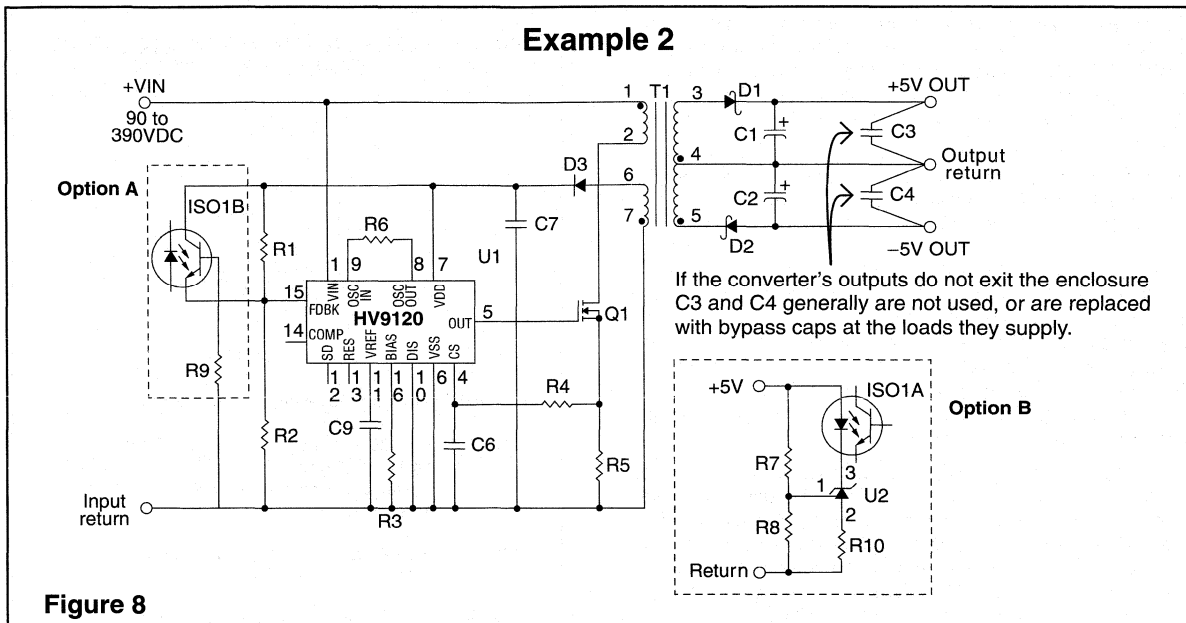 Example 2
+VIN
90 to
390VDC
Option A
ISO1B
R1
R6
9
8
1
7
U1
VIN
OSC
IN
OSC
OUT
VDD
15
FDBK
HV9120
OUT
5
14
COMP
SD
RES
VREF
BIAS
DIS
VSS
CS
1
2
1
3
1
1
1
6
1
0
6
4
R9
R2
C9
R3
C6
R4
R5
Input
return
D3
C7
Q1
1
T1
3
2
6
4
7
5
D1
C1
+
C2
+
D2
+5V OUT
C3
Output
return
C4
–5V OUT
If the converter's outputs do not exit the enclosure
C3 and C4 generally are not used, or are replaced
with bypass caps at the loads they supply.
+5V
ISO1A
Option B
R7
3
1
U2
R8
2
R10
Return
Figure 8